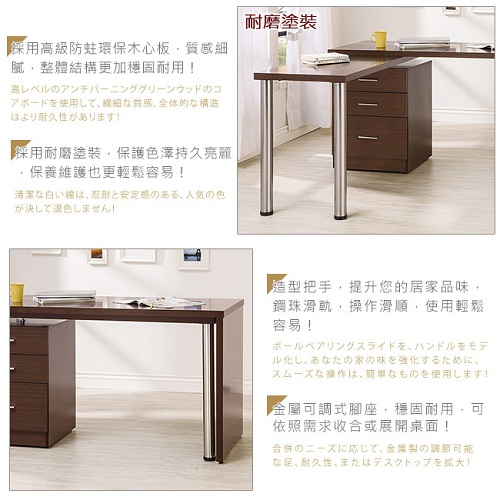 採用高級防蛀環保木心板，質感細
膩，整體結構更加穩固耐用！
高レベルのアンチバーニンググリーンウッドのコ
アボードを使用して、繊細な質感、全体的な構造
はより耐久性があります！
採用耐磨塗裝，保護色澤持久亮麗
，保養維護也更輕鬆容易！
清潔な白い線は、忍耐と安定感のある、人気の色
が決して退色しません！
耐磨塗裝
造型把手，提升您的居家品味，
鋼珠滑軌，操作滑順，使用輕鬆
容易！
ボールベアリングスライドを、ハンドルをモデ
ル化し、あなたの家の味を強化するために、
スムーズな操作は、簡単なものを使用します！
金屬可調式腳座，穩固耐用，可
依照需求收合或展開桌面！
合併のニーズに応じて、金属製の調節可能
な足、耐久性、またはデスクトップを拡大！